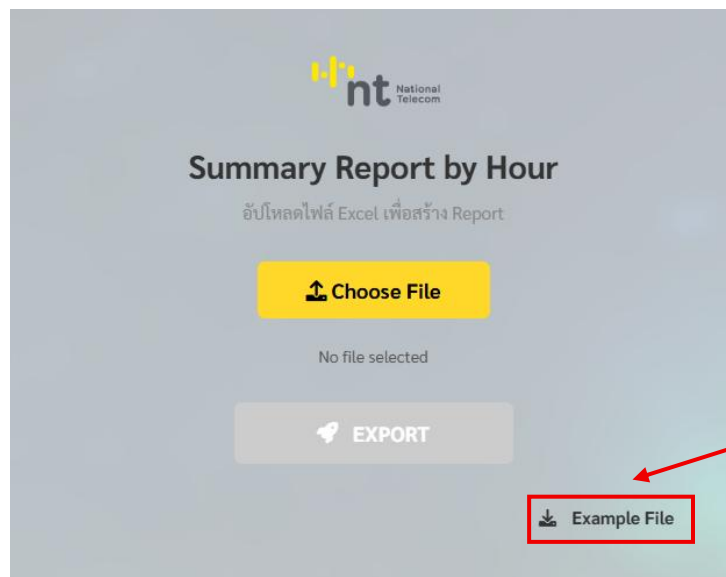 nt National
Telecom
Summary Report by Hour
อัปโหลดไฟล์ Excel เพื่อสร้าง Report
Choose File
No file selected
EXPORT
Example File